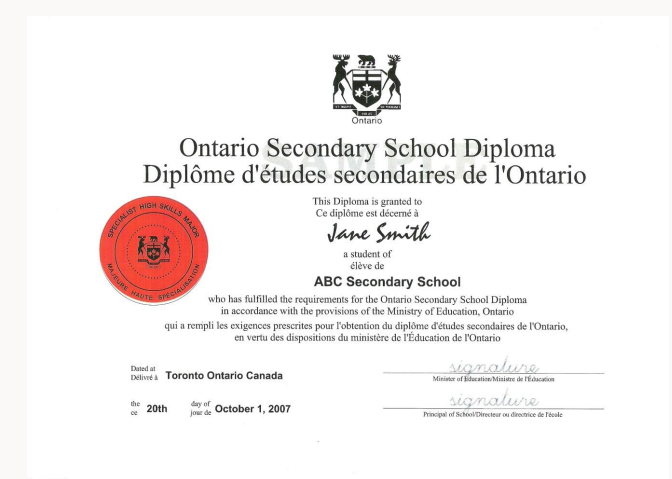 Ontario
SAMPLE
Ontario Secondary School Diploma
Diplôme d'études secondaires de l'Ontario
This Diploma is granted to
Ce diplôme est décerné à
Jane Smith
SPECIALIST HIGH SKILLS MAJOR
MAJEURE HAUTE SPÉCIALISATION
a student of
élève de
ABC Secondary School
who has fulfilled the requirements for the Ontario Secondary School Diploma
in accordance with the provisions of the Ministry of Education, Ontario
qui a rempli les exigences prescrites pour l'obtention du diplôme d'études secondaires de l'Ontario,
en vertu des dispositions du ministère de l'Éducation de l'Ontario
Dated at
Délivré à Toronto Ontario Canada
signature
Minister of Education/Ministre de l'Éducation
the 20th day of October 1, 2007
ce jour de
signature
Principal of School/Directeur ou directrice de l'école